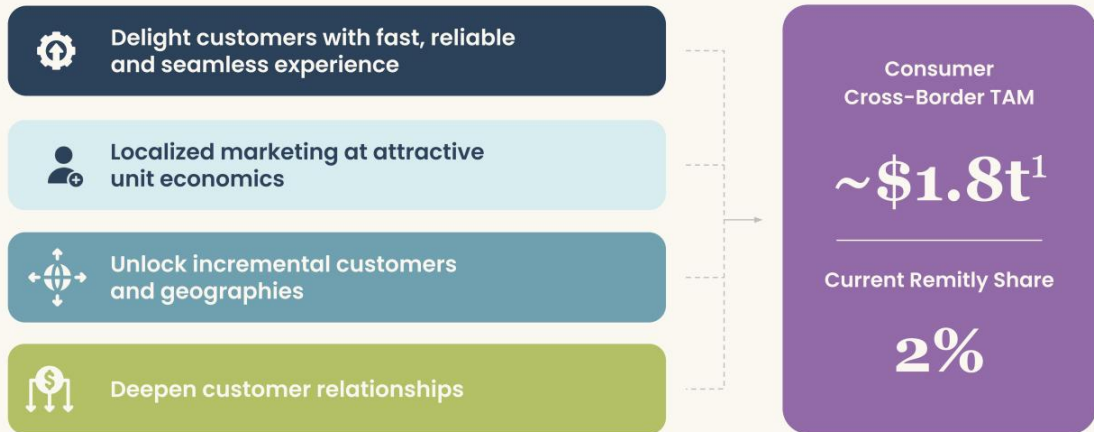 Delight customers with fast, reliable
and seamless experience
Localized marketing at attractive
unit economics
Unlock incremental customers
and geographies
$
Deepen customer relationships
Consumer
Cross-Border TAM
~$1.8t¹
Current Remitly Share
2%